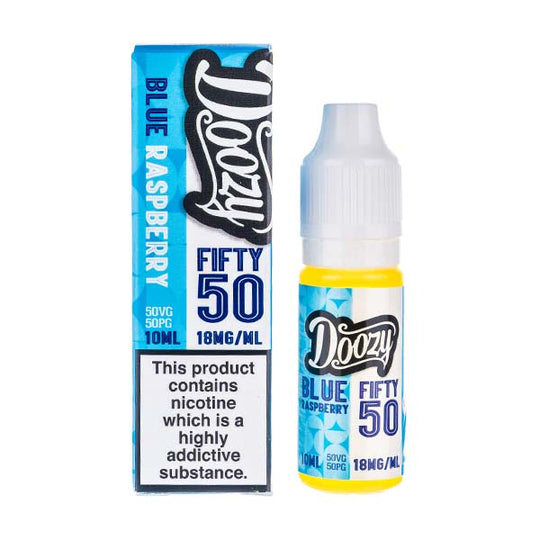 Doozy
BLUE RASPBERRY
FIFTY
50
50VG
50PG
10ML
18MG/ML
This product
contains
nicotine
which is a
highly
addictive
substance.
Doozy
BLUE
RASPBERRY
FIFTY
50
10ML
50VG
50PG
18MG/ML